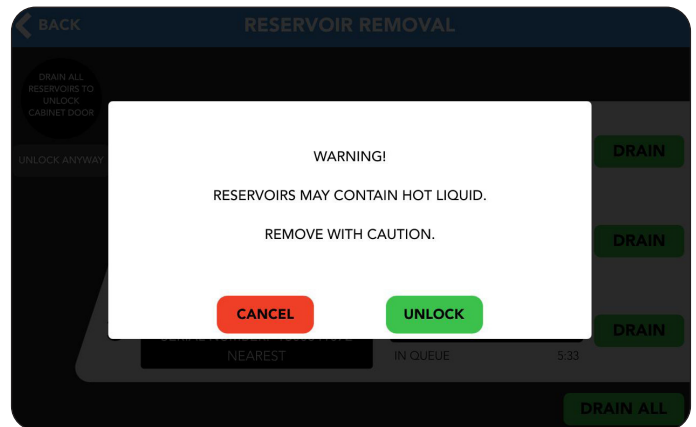 BACK
RESERVOIR REMOVAL
DRAIN ALL
RESERVOIRS TO
UNLOCK
CABINET DOOR
UNLOCK ANYWAY
WARNING!
RESERVOIRS MAY CONTAIN HOT LIQUID.
REMOVE WITH CAUTION.
CANCEL
UNLOCK
DRAIN
DRAIN
DRAIN
NEAREST
IN QUEUE
5:33
DRAIN ALL